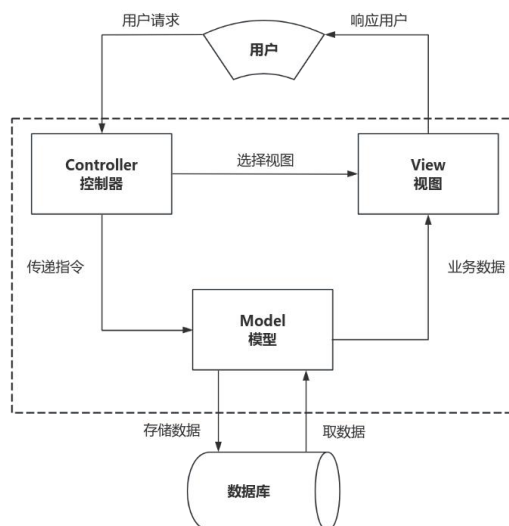 用户请求
用户
响应用户
Controller
控制器
选择视图
View
视图
传递指令
业务数据
Model
模型
存储数据
取数据
数据库